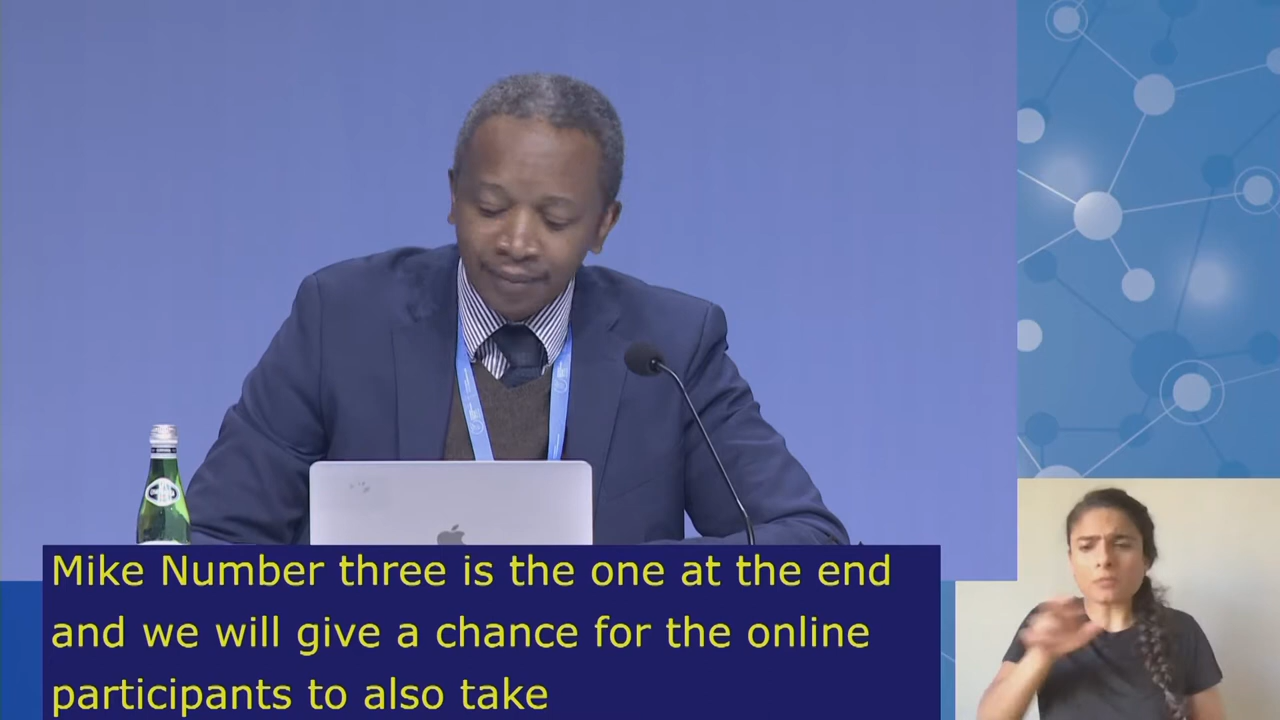 Mike Number three is the one at the end
and we will give a chance for the online
participants to also take